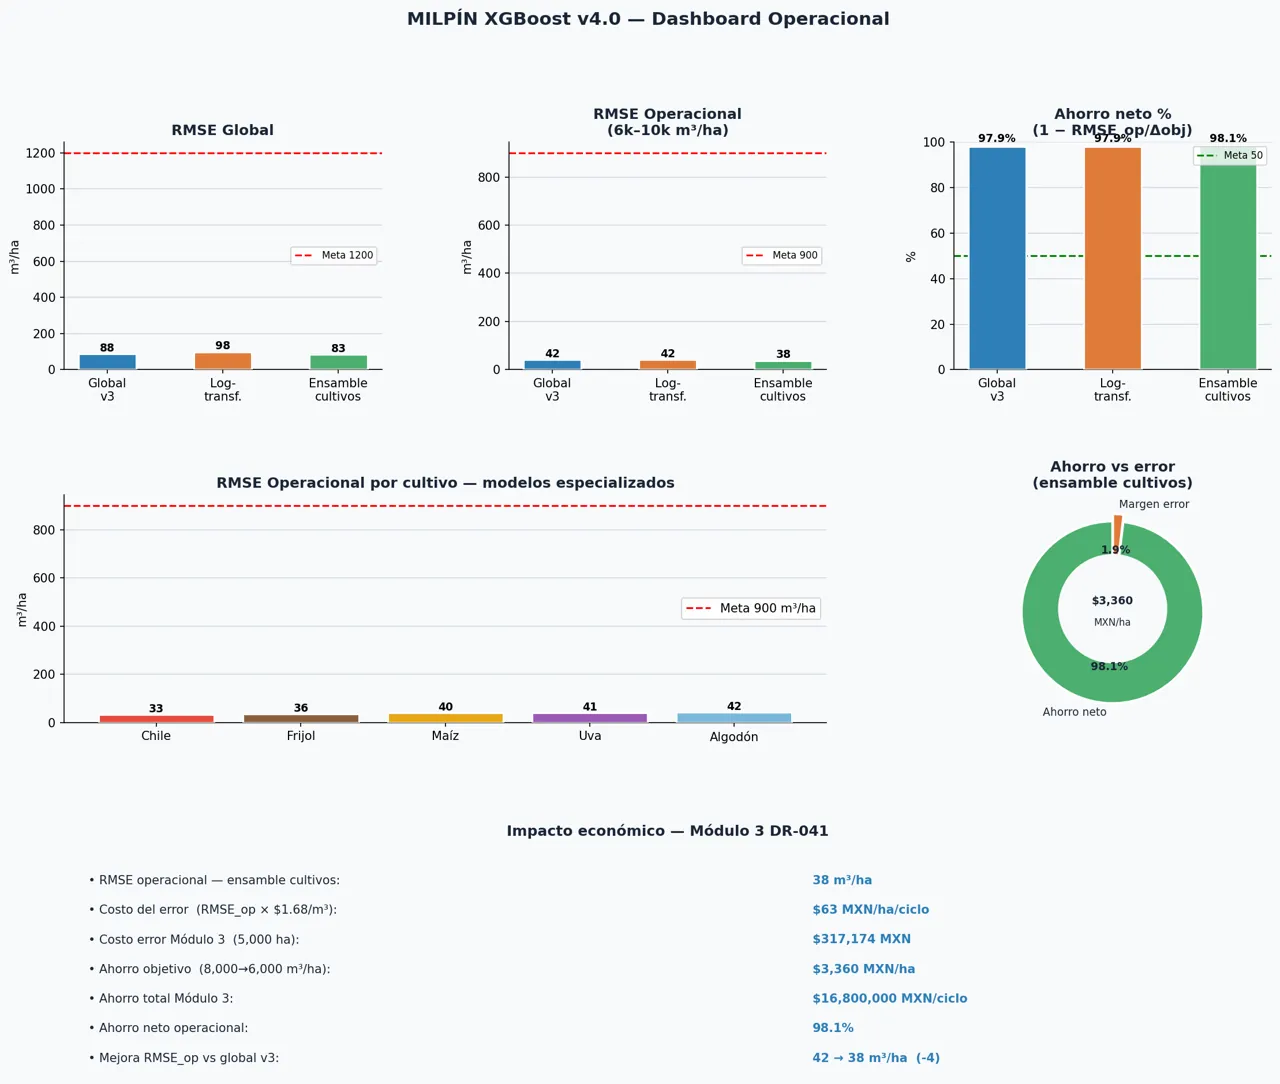 MILPÍN XGBoost v4.0 — Dashboard Operacional
RMSE Global
m³/ha
1200
1000
800
600
400
200
0
Meta 1200
88
98
83
Global
v3
Log-
transf.
Ensamble
cultivos
RMSE Operacional
(6k–10k m³/ha)
m³/ha
800
600
400
200
0
Meta 900
42
42
38
Global
v3
Log-
transf.
Ensamble
cultivos
Ahorro neto %
(1 − RMSE_op/Δobj)
%
100
80
60
40
20
0
97.9%
97.9%
98.1%
Meta 50
Global
v3
Log-
transf.
Ensamble
cultivos
RMSE Operacional por cultivo — modelos especializados
m³/ha
800
600
400
200
0
Meta 900 m³/ha
33
36
40
41
42
Chile
Frijol
Maíz
Uva
Algodón
Ahorro vs error
(ensamble cultivos)
Margen error
1.9%
$3,360
MXN/ha
98.1%
Ahorro neto
Impacto económico — Módulo 3 DR-041
• RMSE operacional — ensamble cultivos: 38 m³/ha
• Costo del error (RMSE_op × $1.68/m³): $63 MXN/ha/ciclo
• Costo error Módulo 3 (5,000 ha): $317,174 MXN
• Ahorro objetivo (8,000→6,000 m³/ha): $3,360 MXN/ha
• Ahorro total Módulo 3: $16,800,000 MXN/ciclo
• Ahorro neto operacional: 98.1%
• Mejora RMSE_op vs global v3: 42 → 38 m³/ha (-4)